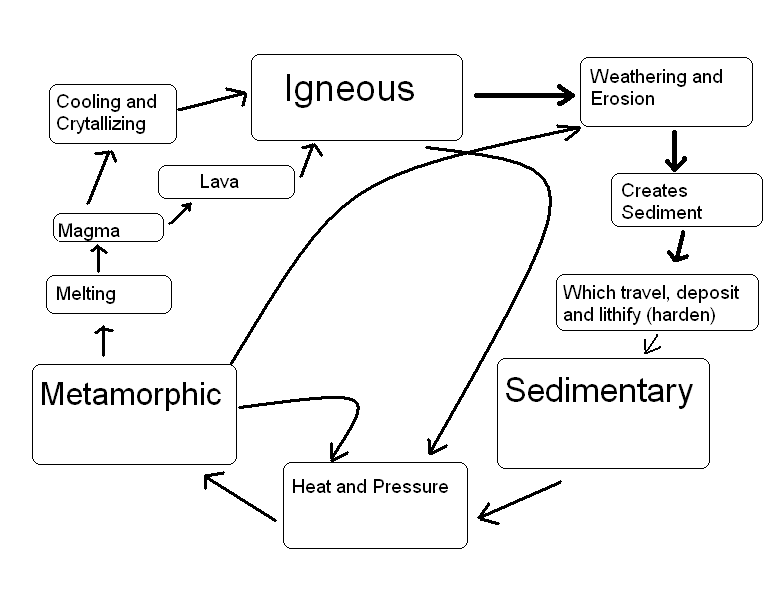 Igneous
Weathering and
Erosion
Cooling and
Crytallizing
Lava
Creates
Sediment
Magma
Melting
Which travel, deposit
and lithify (harden)
Metamorphic
Sedimentary
Heat and Pressure